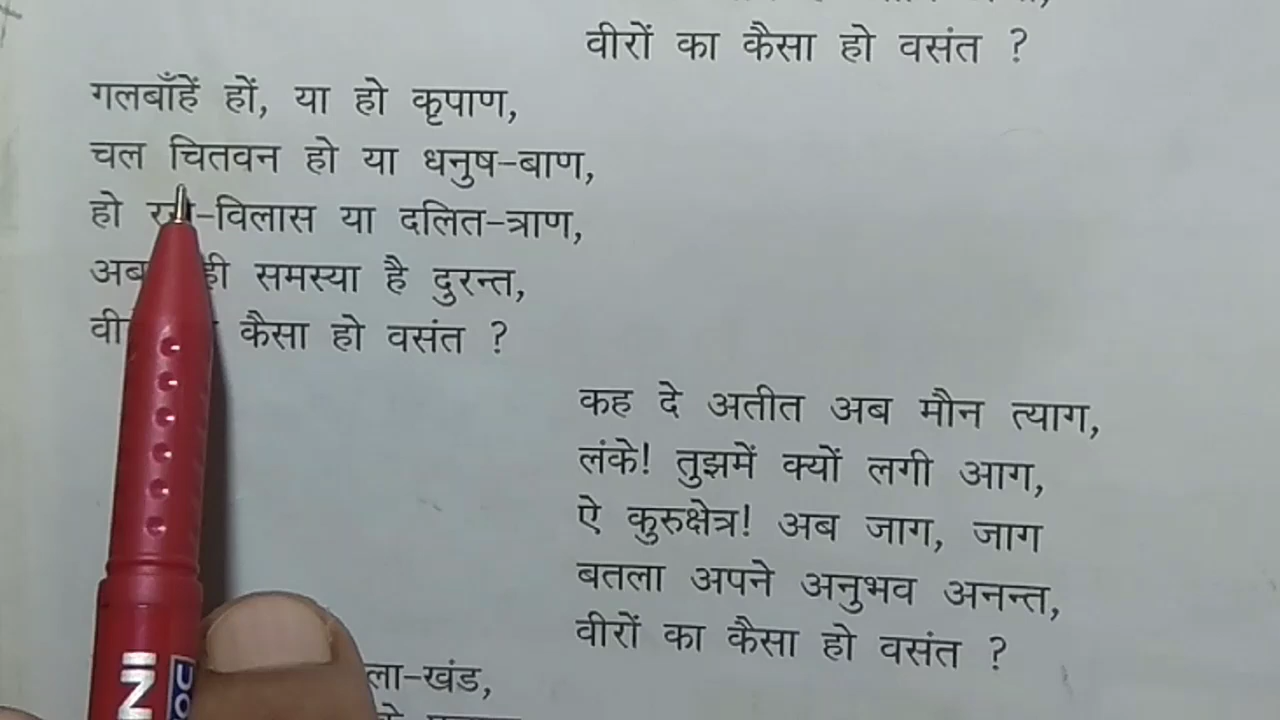 वीरों का कैसा हो वसंत ?
गलबाँहें हों, या हो कृपाण,
चल चितवन हो या धनुष-बाण,
हो -विलास या दलित-त्राण,
अब ही समस्या है दुरन्त,
वी कैसा हो वसंत ?
कह दे अतीत अब मौन त्याग,
लंके! तुझमें क्यों लगी आग,
ऐ कुरुक्षेत्र! अब जाग, जाग
बतला अपने अनुभव अनन्त,
वीरों का कैसा हो वसंत ?
ला-खंड,